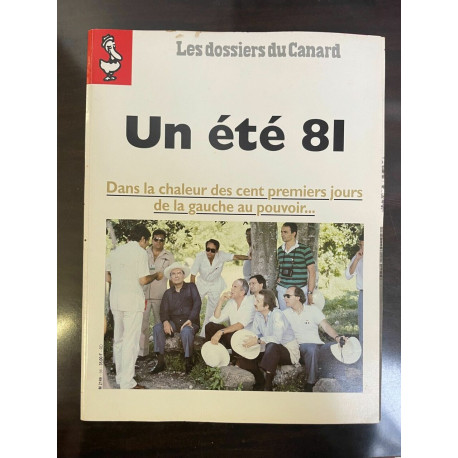 Les dossiers du Canard
Un été 81
Dans la chaleur des cent premiers jours
de la gauche au pouvoir...